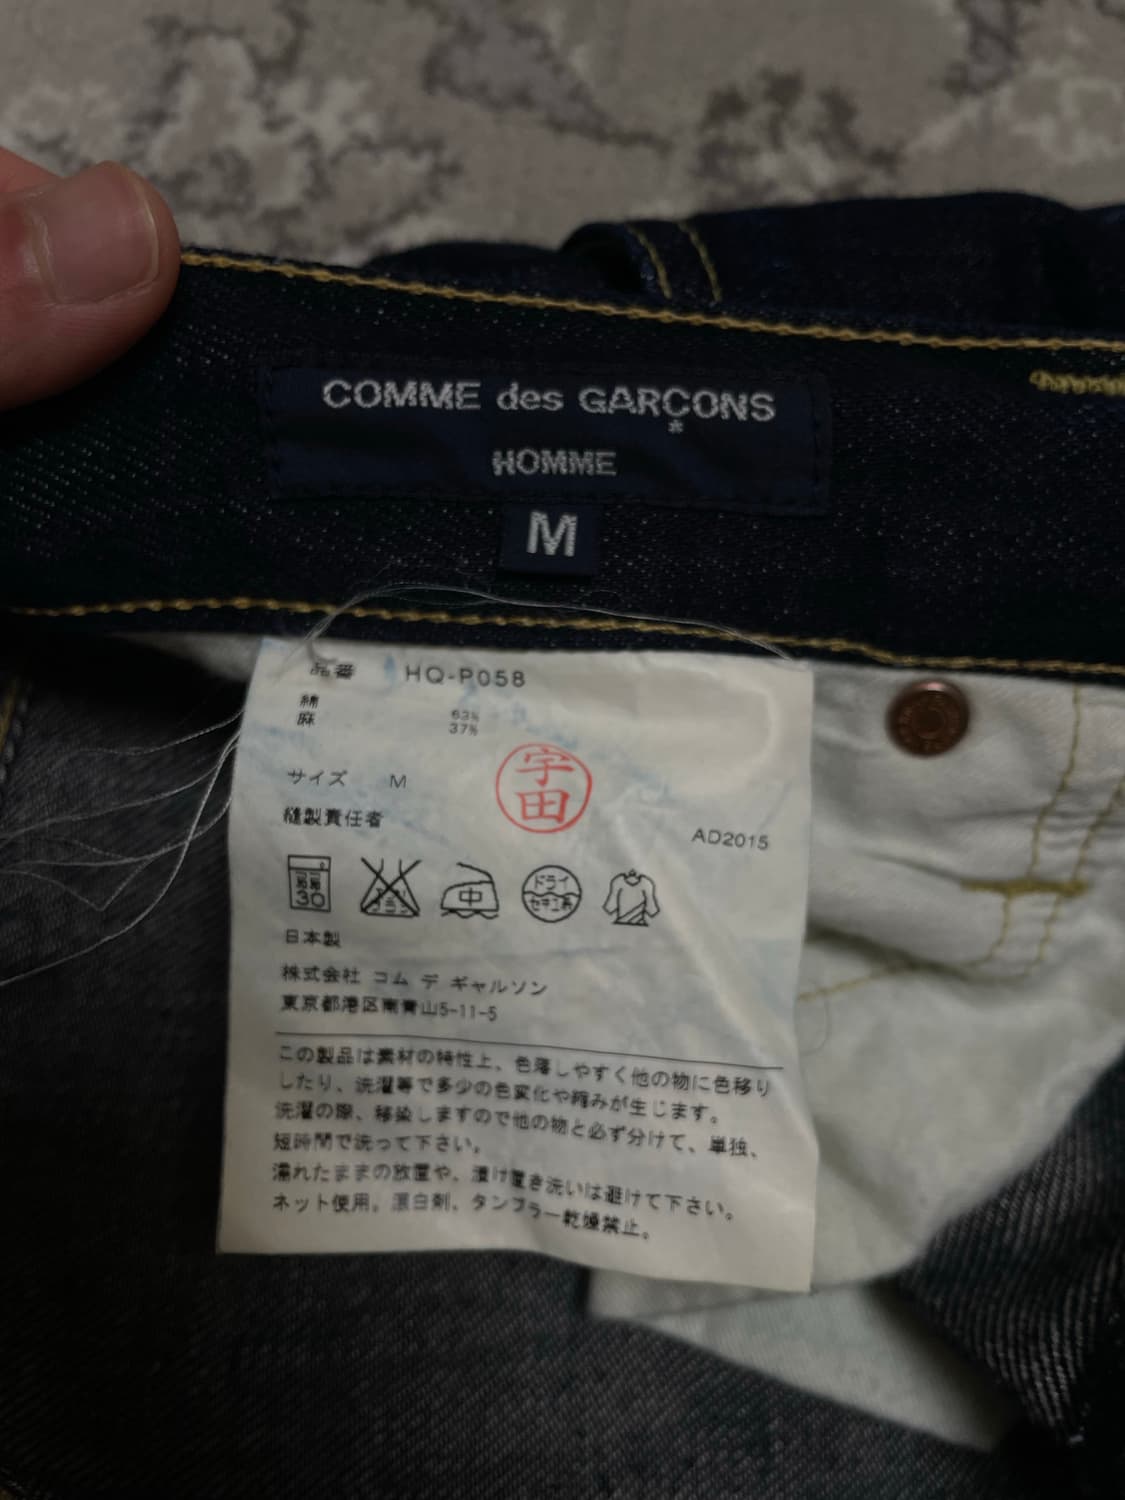 COMME des GARÇONS
*
HOMME
M
品番 HQ-P058
綿 63%
麻 37%
サイズ M
宇田
縫製責任者
AD2015
30
中
ドライ
セキユ系
日本製
株式会社 コム デ ギャルソン
東京都港区南青山5-11-5
この製品は素材の特性上、色落しやすく他の物に色移り
したり、洗濯等で多少の色変化や縮みが生じます。
洗濯の際、移染しますので他の物と必ず分けて、単独、
短時間で洗って下さい。
濡れたままの放置や、漬け置き洗いは避けて下さい。
ネット使用。漂白剤、タンブラー乾燥禁止。